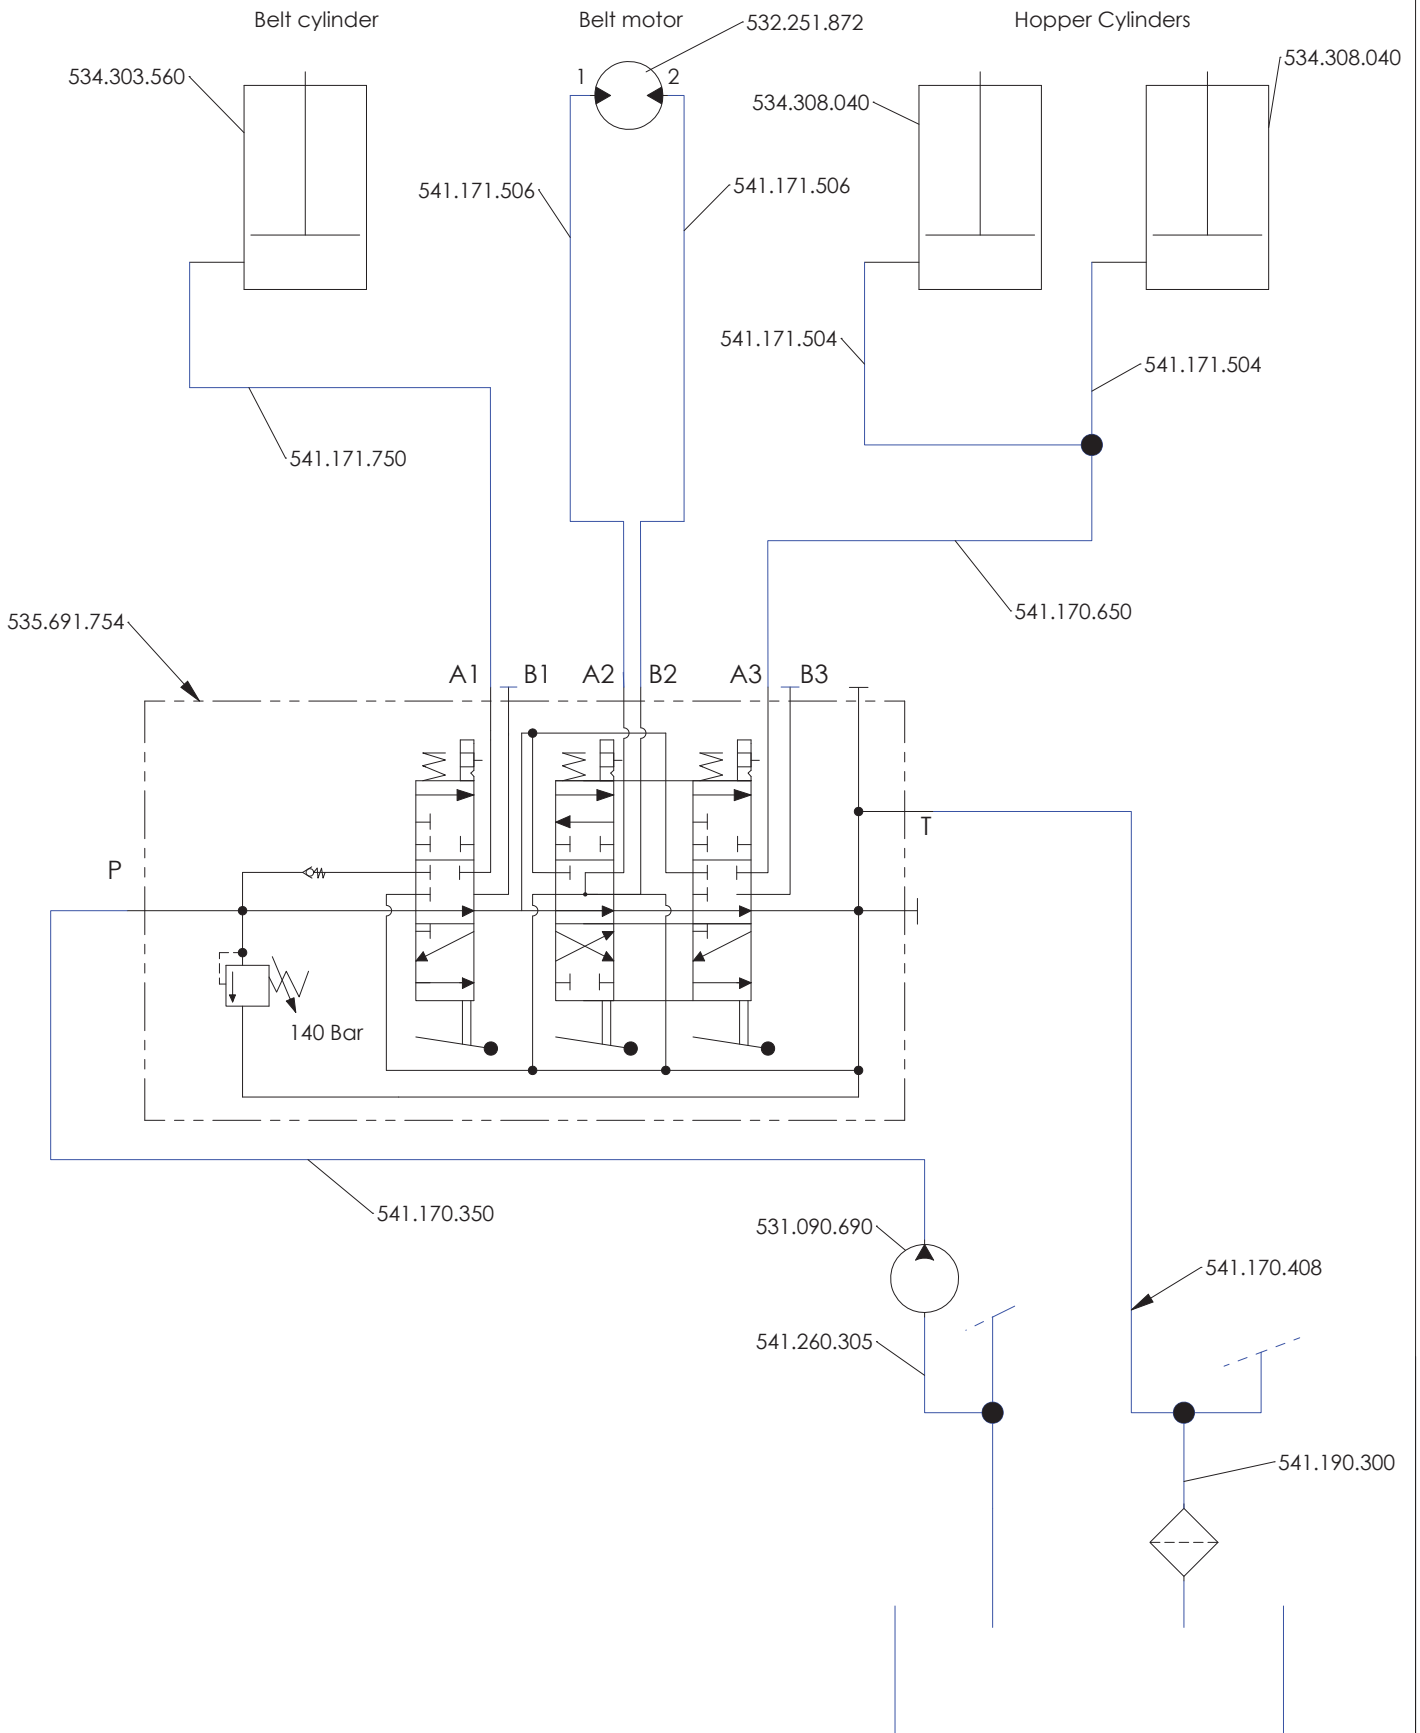 Belt cylinder
Belt motor
Hopper Cylinders
532.251.872
534.303.560
1
2
534.308.040
534.308.040
541.171.506
541.171.506
541.171.504
541.171.504
541.171.750
541.170.650
535.691.754
A1
B1
A2
B2
A3
B3
P
T
140 Bar
541.170.350
531.090.690
541.170.408
541.260.305
541.190.300